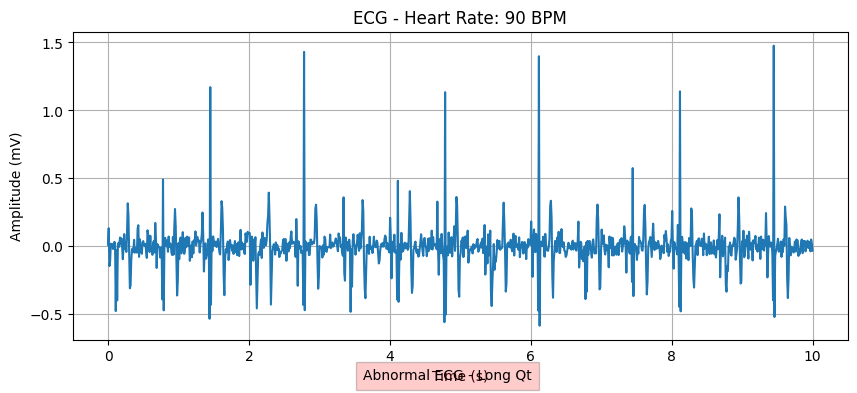 ECG - Heart Rate: 90 BPM
Amplitude (mV)
1.5
1.0
0.5
0.0
−0.5
0 2 4 6 8 10
Time (s)
Abnormal ECG - Long Qt